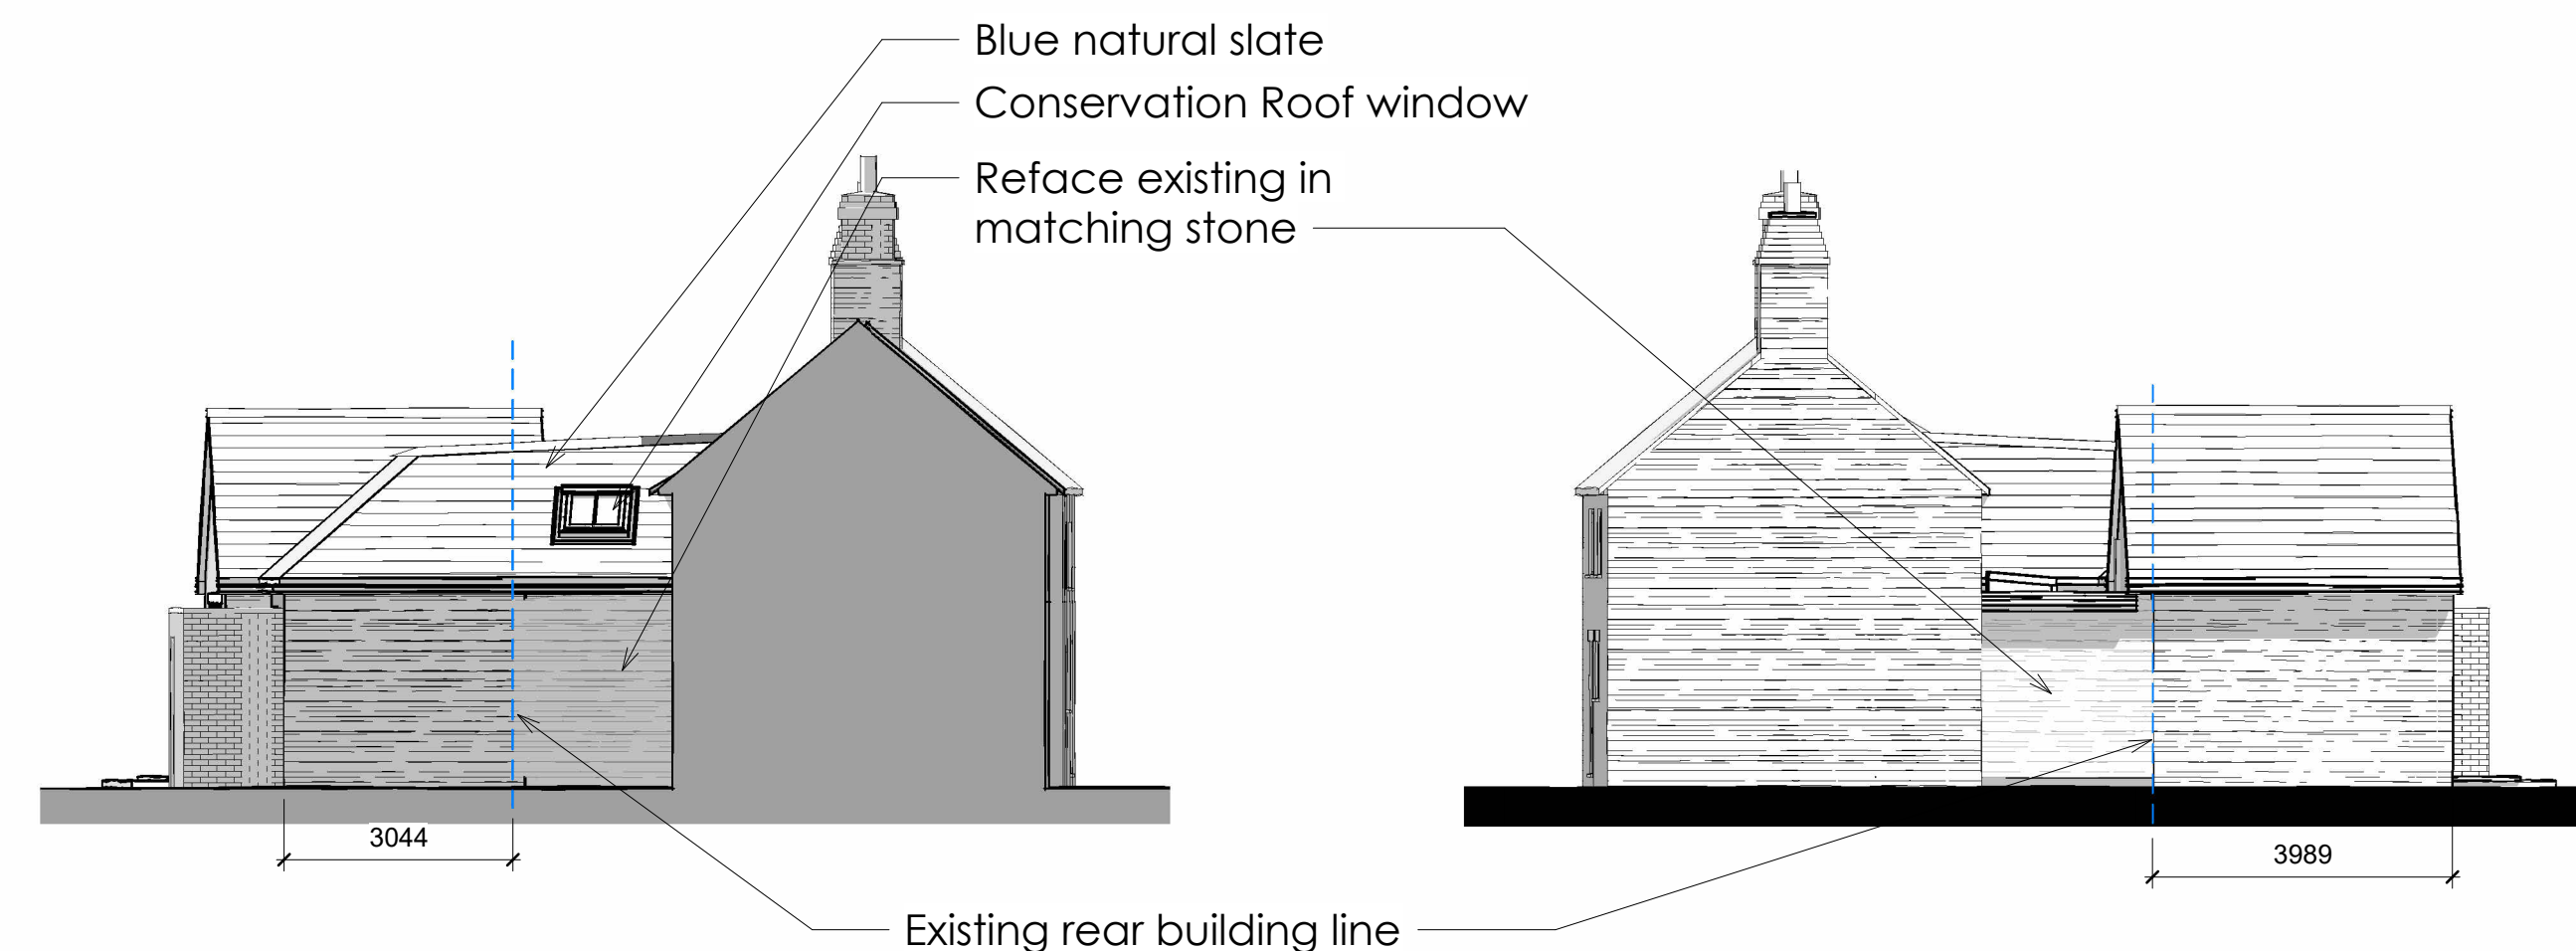 Blue natural slate
Conservation Roof window
Reface existing in
matching stone
3044
3989
Existing rear building line